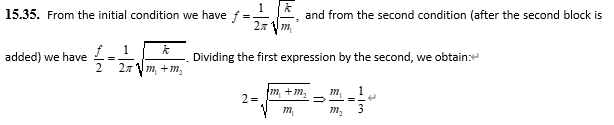 15.35. From the initial condition we have f = 1/2π √(k/m₁), and from the second condition (after the second block is
added) we have f/2 = 1/2π √(k/(m₁ + m₂)). Dividing the first expression by the second, we obtain:↵
2 = √((m₁ + m₂)/m₁) ⇒ m₁/m₂ = 1/3 ↵